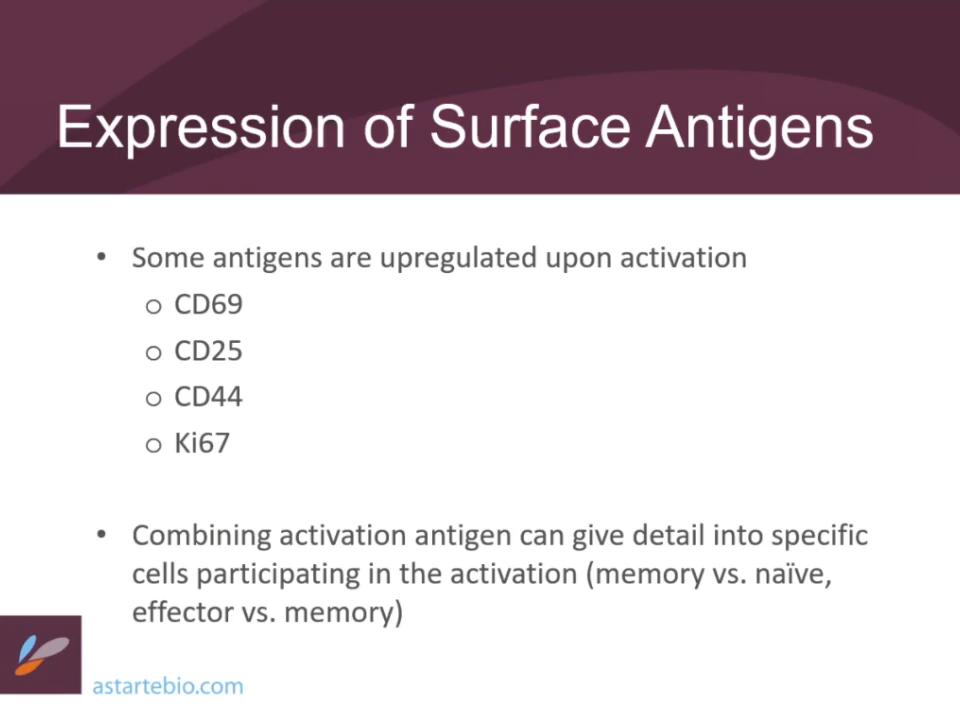 Expression of Surface Antigens
• Some antigens are upregulated upon activation
o CD69
o CD25
o CD44
o Ki67
• Combining activation antigen can give detail into specific
cells participating in the activation (memory vs. naïve,
effector vs. memory)
astartebio.com